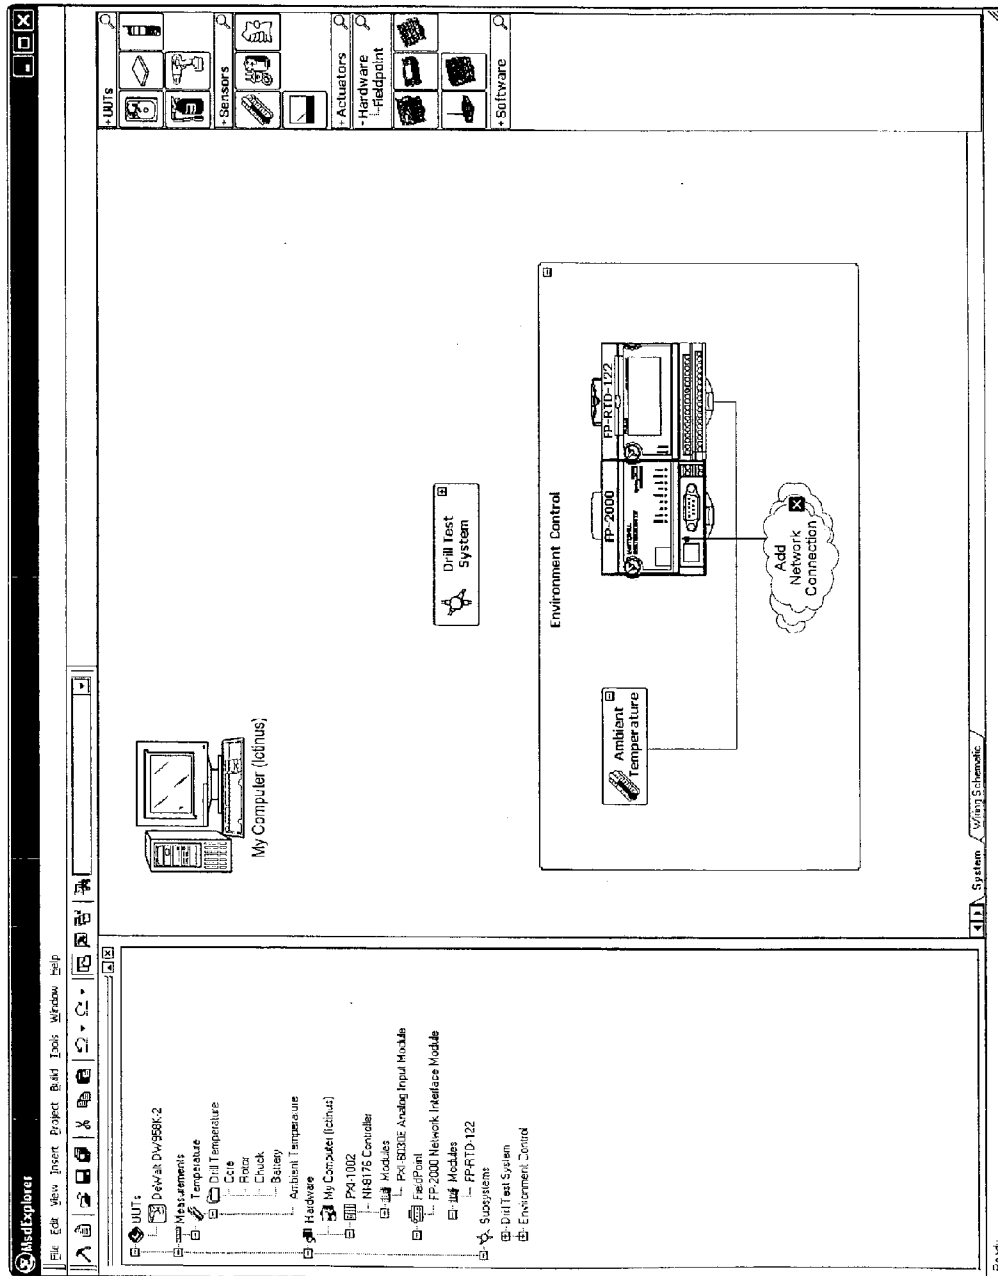 MsdExplorer
File Edit View Insert Project Build Tools Window Help
UUTs
DeWalt DW958K-2
Measurements
Temperature
Drill Temperature
Core
Rotor
Chuck
Battery
Ambient Temperature
Hardware
My Computer (Ictinus)
PXI-1002
NI-8176 Controller
Modules
PXI-6030E Analog Input Module
FieldPoint
FP-2000 Network Interface Module
Modules
FP-RTD-122
Subsystems
Drill Test System
Environment Control
My Computer (Ictinus)
Drill Test
System
Environment Control
Ambient
Temperature
FP-2000
FP-RTD-122
Add
Network
Connection
System
Wiring Schematic
+ UUTs
+ Sensors
+ Actuators
- Hardware
Fieldpoint
+ Software
Ready